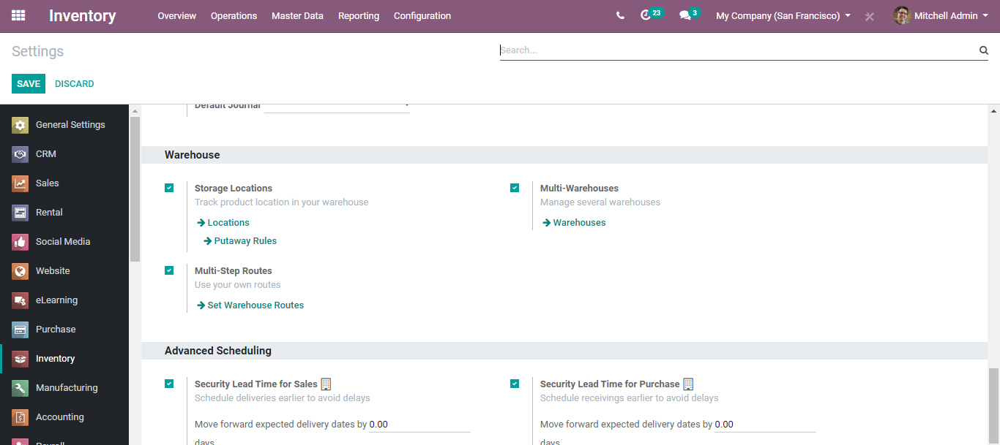 Inventory Overview Operations Master Data Reporting Configuration 23 3 My Company (San Francisco) Mitchell Admin
Settings
Search...
SAVE DISCARD
General Settings
CRM
Sales
Rental
Social Media
Website
eLearning
Purchase
Inventory
Manufacturing
Accounting
Payroll
Default Journal
Warehouse
Storage Locations
Track product location in your warehouse
Locations
Putaway Rules
Multi-Warehouses
Manage several warehouses
Warehouses
Multi-Step Routes
Use your own routes
Set Warehouse Routes
Advanced Scheduling
Security Lead Time for Sales
Schedule deliveries earlier to avoid delays
Move forward expected delivery dates by 0.00
days
Security Lead Time for Purchase
Schedule receivings earlier to avoid delays
Move forward expected delivery dates by 0.00
days